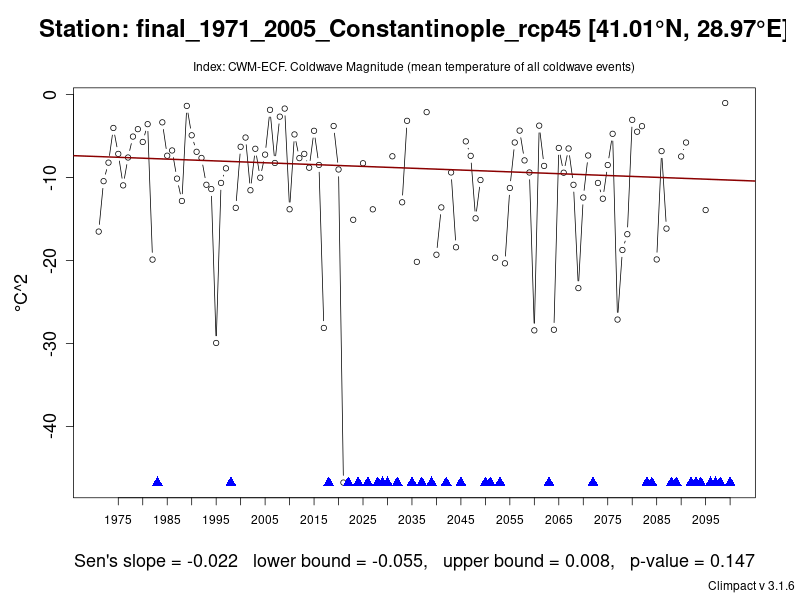 Station: final_1971_2005_Constantinople_rcp45 [41.01°N, 28.97°E]
Index: CWM-ECF. Coldwave Magnitude (mean temperature of all coldwave events)
0
-10
-20
-30
-40
°C^2
1975 1985 1995 2005 2015 2025 2035 2045 2055 2065 2075 2085 2095
Sen's slope = -0.022 lower bound = -0.055, upper bound = 0.008, p-value = 0.147
Climpact v 3.1.6